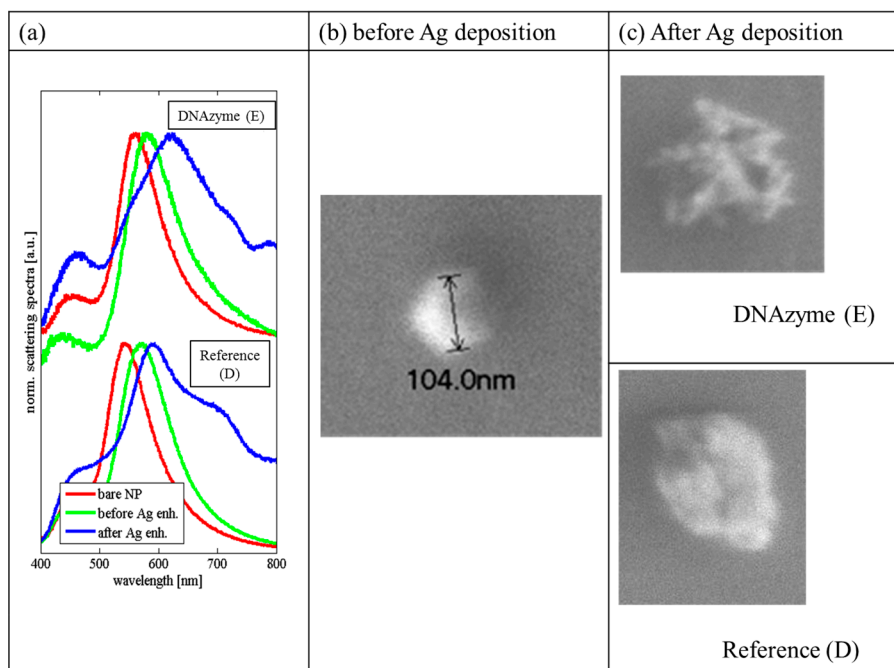 (a)
(b) before Ag deposition
(c) After Ag deposition
DNAzyme (E)
norm. scattering spectra [a.u.]
Reference
(D)
bare NP
before Ag enh.
after Ag enh.
400 500 600 700 800
wavelength [nm]
104.0nm
DNAzyme (E)
Reference (D)